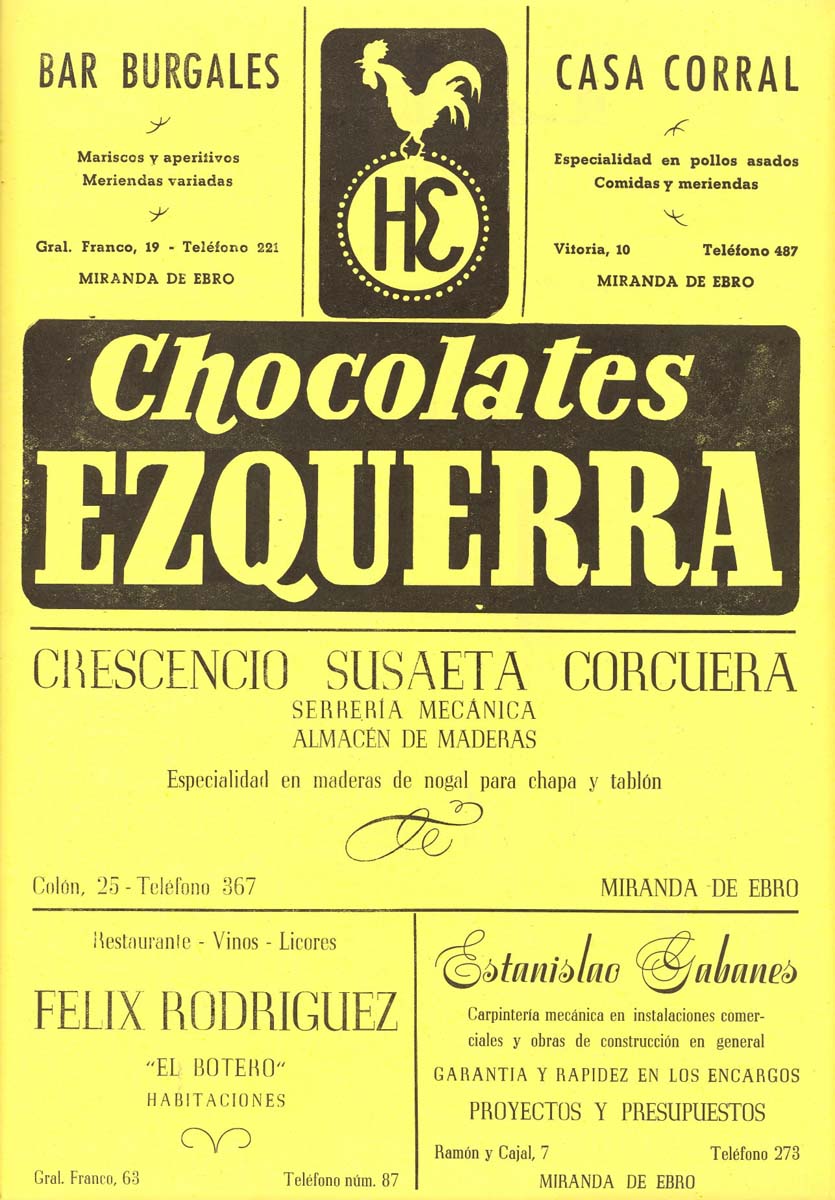 BAR BURGALES
Mariscos y aperitivos
Meriendas variadas
Gral. Franco, 19 - Teléfono 221
MIRANDA DE EBRO
HE
CASA CORRAL
Especialidad en pollos asados
Comidas y meriendas
Vitoria, 10 Teléfono 487
MIRANDA DE EBRO
Chocolates
EZQUERRA
CRESCENCIO SUSAETA CORCUERA
SERRERÍA MECÁNICA
ALMACÉN DE MADERAS
Especialidad en maderas de nogal para chapa y tablón
Colón, 25 - Teléfono 367 MIRANDA DE EBRO
Restaurante - Vinos - Licores
FELIX RODRIGUEZ
"EL BOTERO"
HABITACIONES
Gral. Franco, 63 Teléfono núm. 87
Estanislao Gabanes
Carpintería mecánica en instalaciones comer-
ciales y obras de construcción en general
GARANTIA Y RAPIDEZ EN LOS ENCARGOS
PROYECTOS Y PRESUPUESTOS
Ramón y Cajal, 7 Teléfono 273
MIRANDA DE EBRO